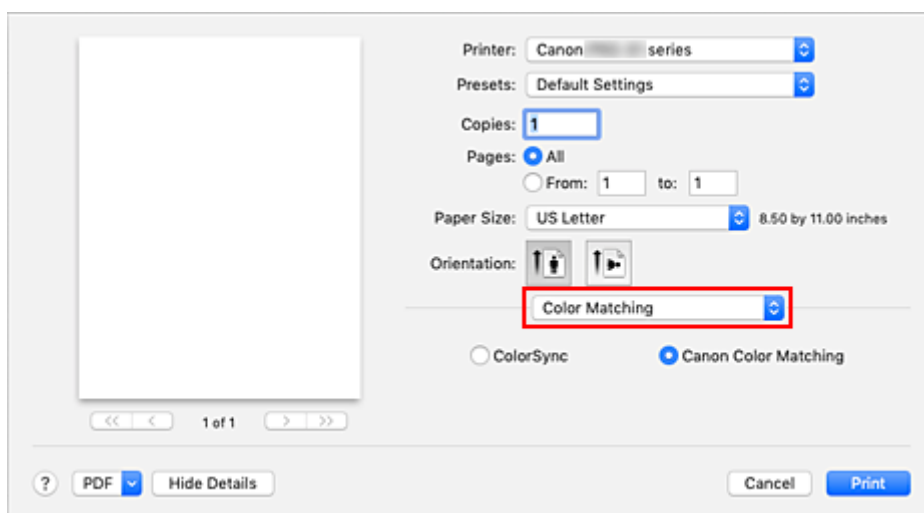 Printer: Canon series
Presets: Default Settings
Copies: 1
Pages: All
From: 1 to: 1
Paper Size: US Letter 8.50 by 11.00 inches
Orientation:
Color Matching
ColorSync Canon Color Matching
<< < 1 of 1 > >>
? PDF Hide Details Cancel Print